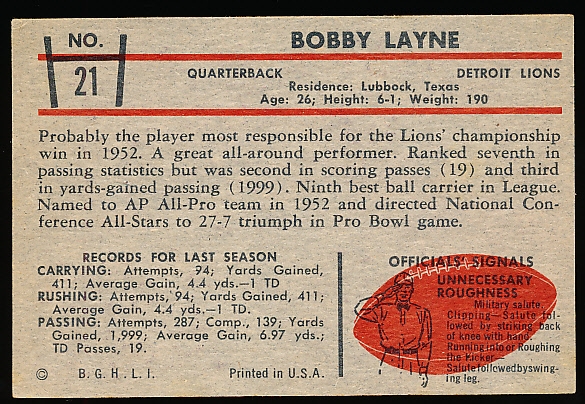 NO.
21
BOBBY LAYNE
QUARTERBACK DETROIT LIONS
Residence: Lubbock, Texas
Age: 26; Height: 6-1; Weight: 190
Probably the player most responsible for the Lions' championship
win in 1952. A great all-around performer. Ranked seventh in
passing statistics but was second in scoring passes (19) and third
in yards-gained passing (1999). Ninth best ball carrier in League.
Named to AP All-Pro team in 1952 and directed National Con-
ference All-Stars to 27-7 triumph in Pro Bowl game.
RECORDS FOR LAST SEASON
CARRYING: Attempts, 94; Yards Gained,
411; Average Gain, 4.4 yds.—1 TD
RUSHING: Attempts, 94; Yards Gained, 411;
Average Gain, 4.4 yds.—1 TD.
PASSING: Attempts, 287; Comp., 139; Yards
Gained, 1,999; Average Gain, 6.97 yds.;
TD Passes, 19.
© B. G. H. L. I. Printed in U.S.A.
OFFICIALS SIGNALS
UNNECESSARY
ROUGHNESS
Military salute.
Clipping—Salute fol-
lowed by striking back
of knee with hand.
Running into or Roughing
the Kicker—
Salute followed by swing-
ing leg.